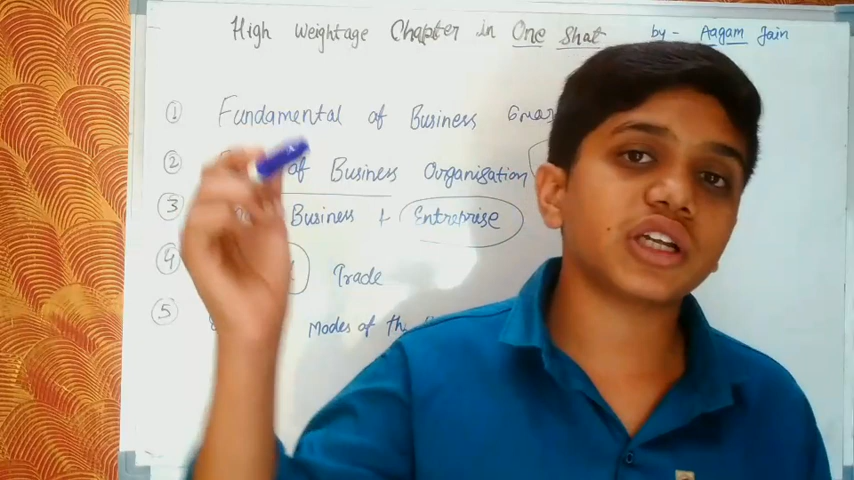 High Weightage Chapter in One Shot by - Aagam Jain
① Fundamental of Business
② of Business Organisation
③ Business + Entreprise
④ Trade
⑤ Modes of the